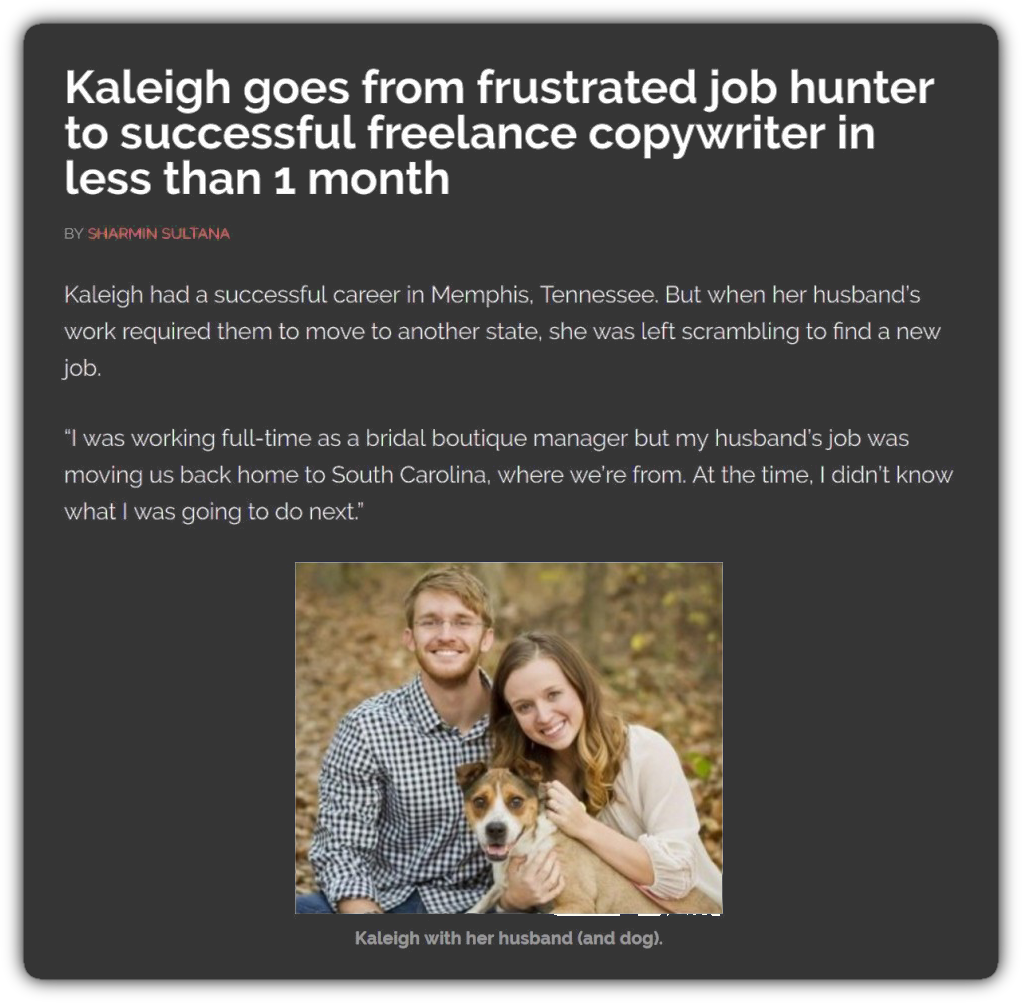 Kaleigh goes from frustrated job hunter
to successful freelance copywriter in
less than 1 month
BY SHARMIN SULTANA
Kaleigh had a successful career in Memphis, Tennessee. But when her husband’s
work required them to move to another state, she was left scrambling to find a new
job.
“I was working full-time as a bridal boutique manager but my husband’s job was
moving us back home to South Carolina, where we’re from. At the time, I didn’t know
what I was going to do next.”
Kaleigh with her husband (and dog).